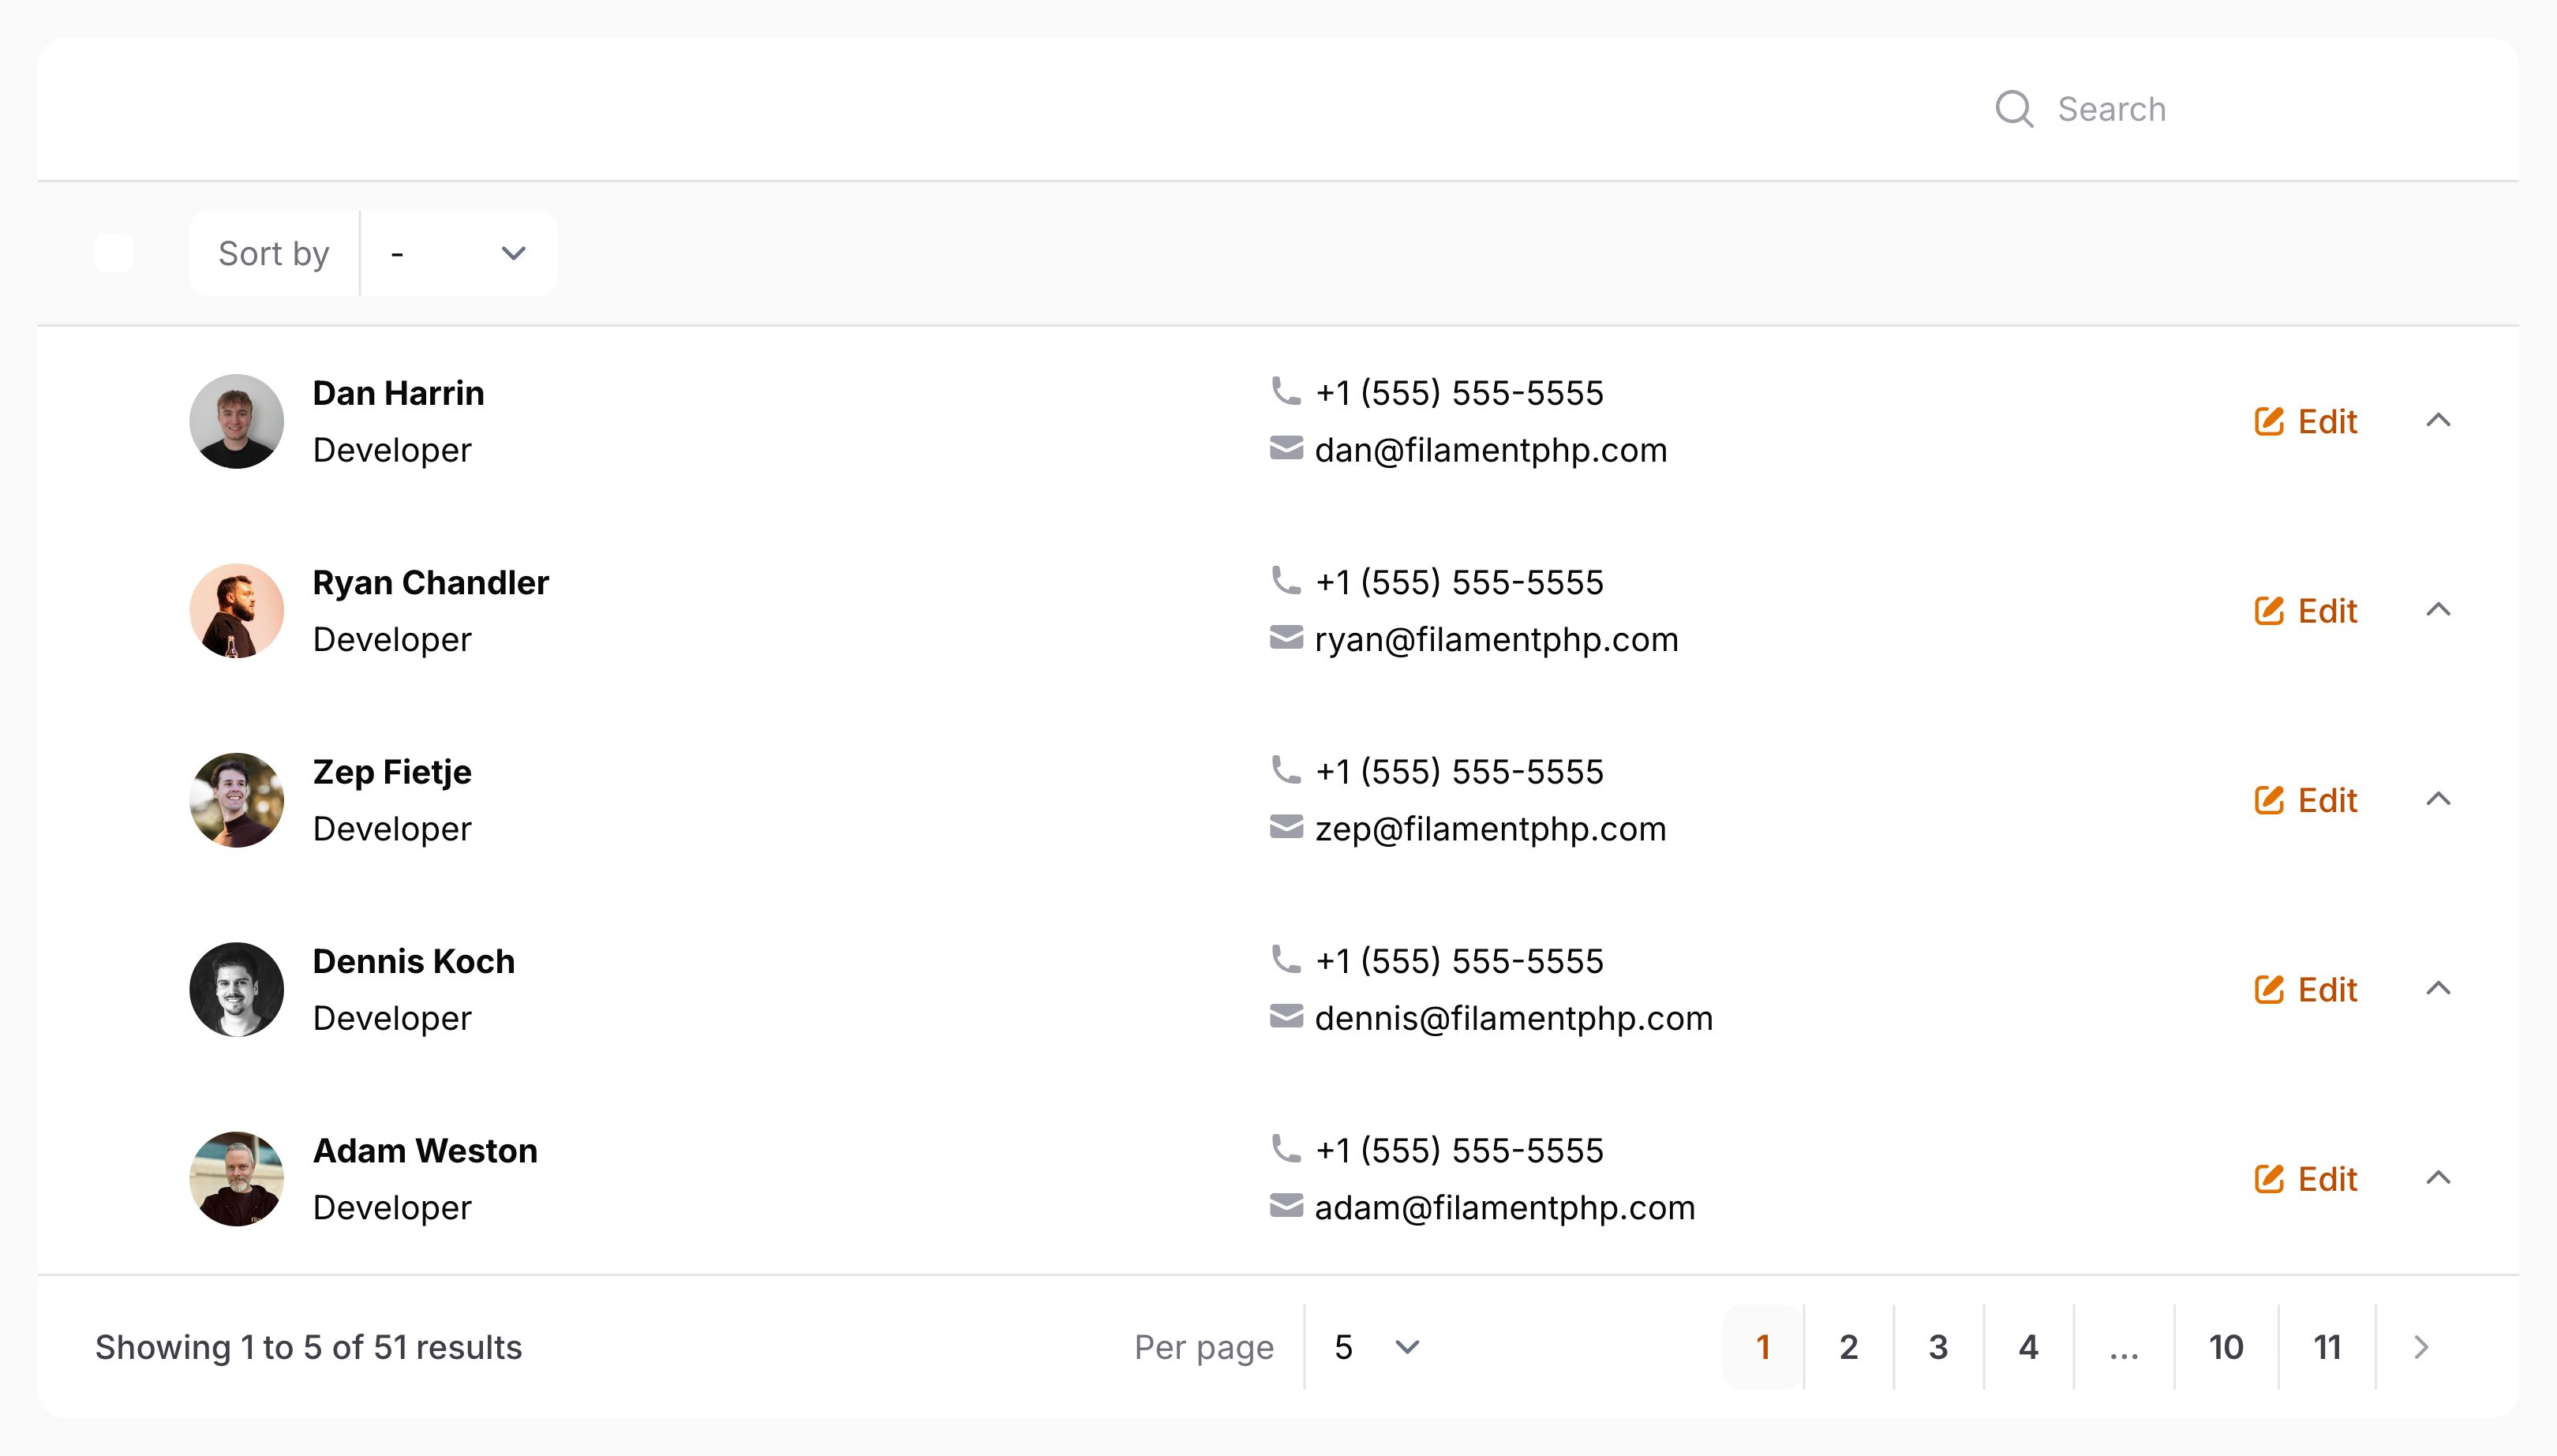 Search
Sort by -
Dan Harrin
Developer
+1 (555) 555-5555
dan@filamentphp.com
Edit
Ryan Chandler
Developer
+1 (555) 555-5555
ryan@filamentphp.com
Edit
Zep Fietje
Developer
+1 (555) 555-5555
zep@filamentphp.com
Edit
Dennis Koch
Developer
+1 (555) 555-5555
dennis@filamentphp.com
Edit
Adam Weston
Developer
+1 (555) 555-5555
adam@filamentphp.com
Edit
Showing 1 to 5 of 51 results
Per page 5
1 2 3 4 ... 10 11